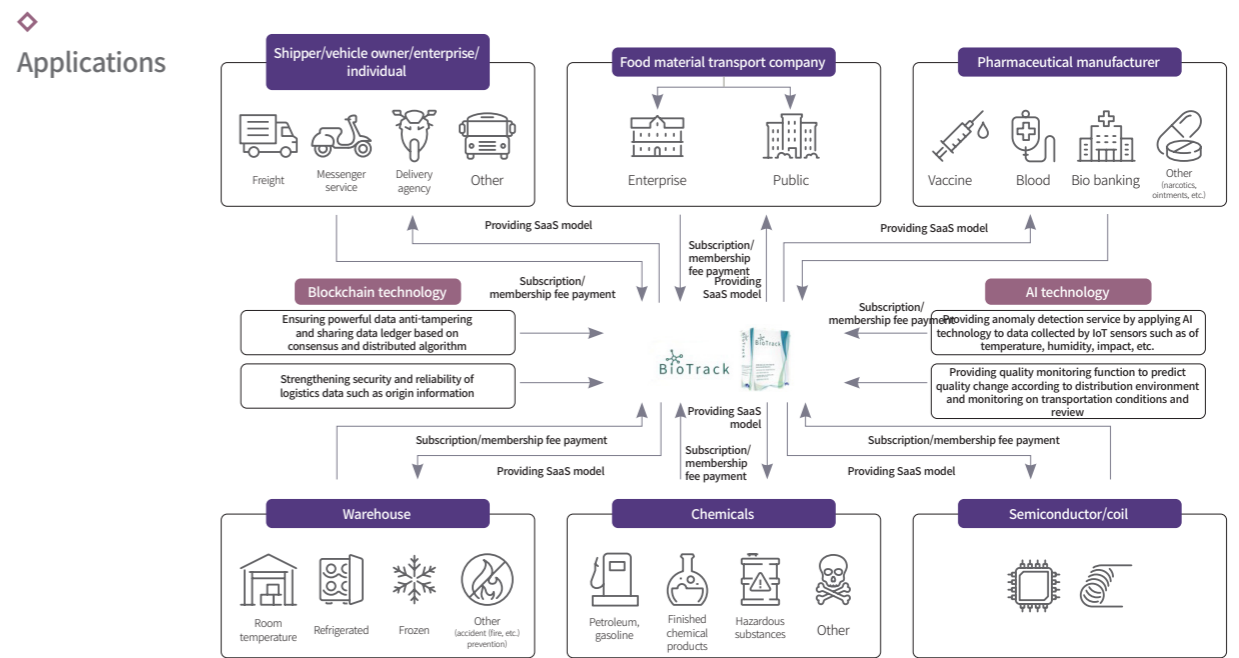 Applications
Shipper/vehicle owner/enterprise/
individual
Freight
Messenger
service
Delivery
agency
Other
Food material transport company
Enterprise
Public
Pharmaceutical manufacturer
Vaccine
Blood
Bio banking
Other
(narcotics,
ointments, etc.)
Providing SaaS model
Subscription/
membership fee payment
Subscription/
membership
fee payment
Providing
SaaS model
Providing SaaS model
Subscription/
membership fee payment
Blockchain technology
Ensuring powerful data anti-tampering
and sharing data ledger based on
consensus and distributed algorithm
Strengthening security and reliability of
logistics data such as origin information
BioTrack
BioTrack
AI technology
Providing anomaly detection service by applying AI
technology to data collected by IoT sensors such as of
temperature, humidity, impact, etc.
Providing quality monitoring function to predict
quality change according to distribution environment
and monitoring on transportation conditions and
review
Subscription/membership fee payment
Providing SaaS model
Providing SaaS
model
Subscription/
membership
fee payment
Subscription/membership fee payment
Providing SaaS model
Warehouse
Room
temperature
Refrigerated
Frozen
Other
(accident (fire, etc.)
prevention)
Chemicals
Petroleum,
gasoline
Finished
chemical
products
Hazardous
substances
Other
Semiconductor/coil